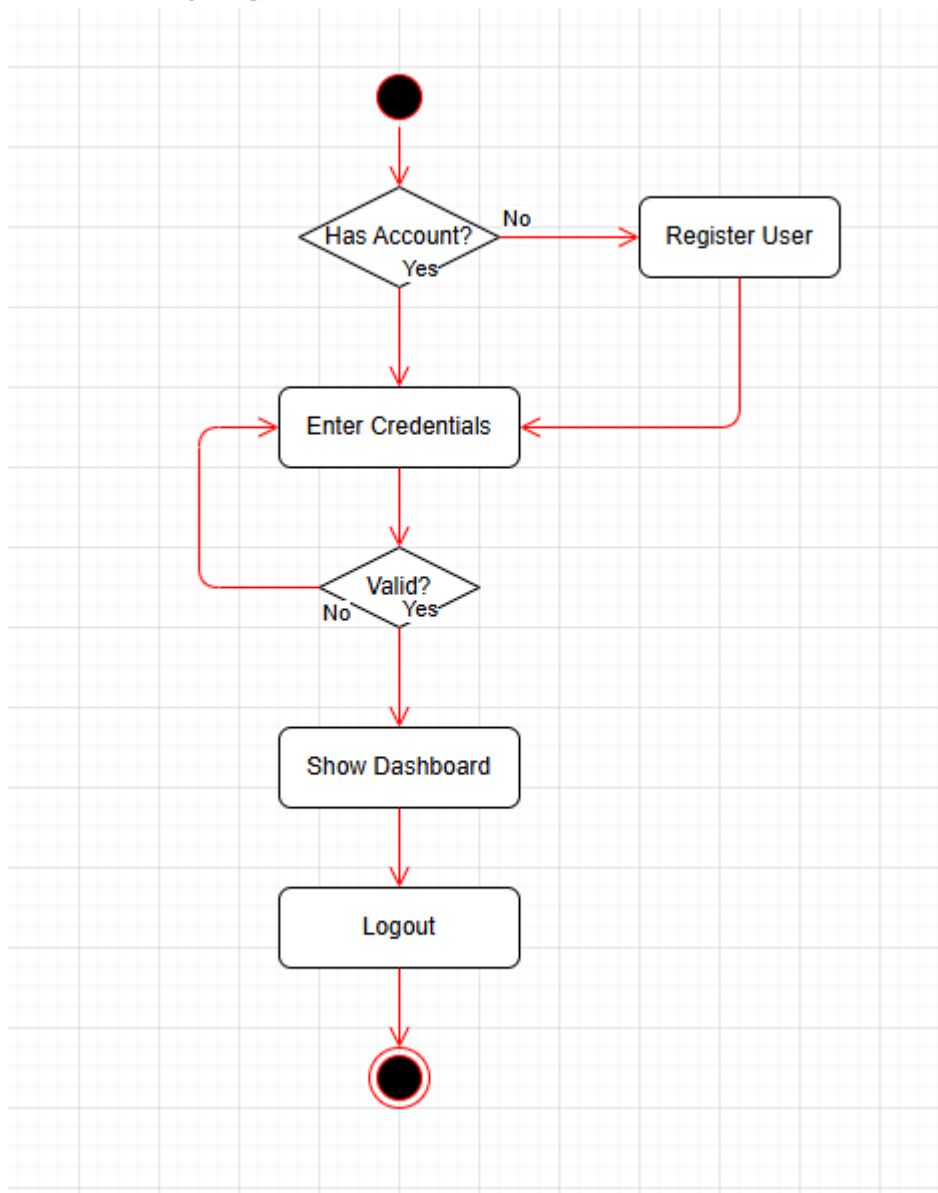 No
Has Account?
Register User
Yes
Enter Credentials
Valid?
No
Yes
Show Dashboard
Logout